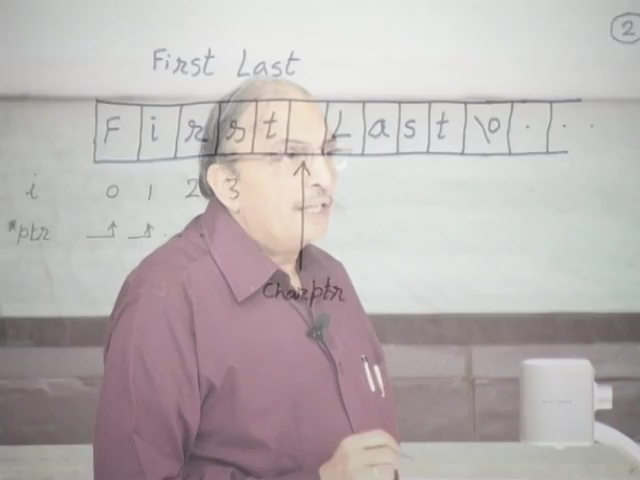 2
First Last
F i r s t L a s t \0 . . .
i 0 1 2 3
*ptr
Charptr